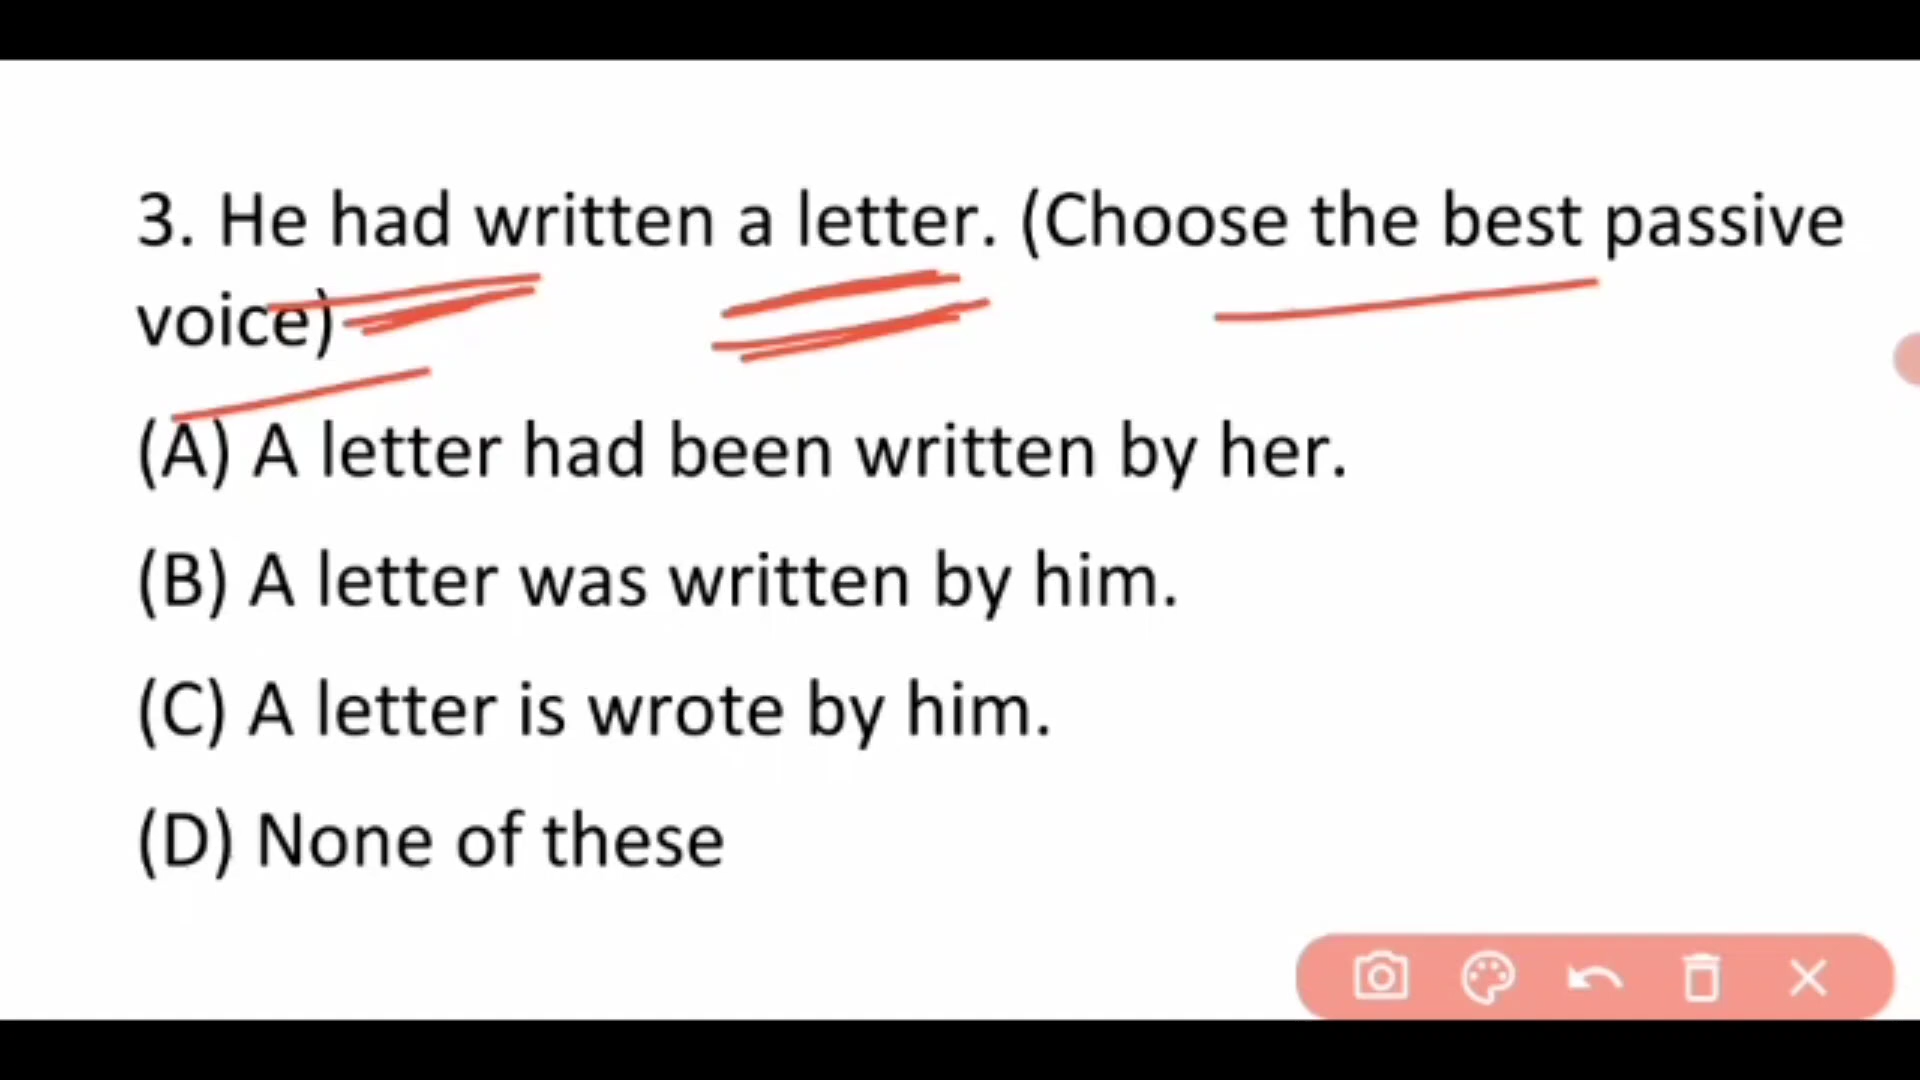 3. He had written a letter. (Choose the best passive
voice)
(A) A letter had been written by her.
(B) A letter was written by him.
(C) A letter is wrote by him.
(D) None of these